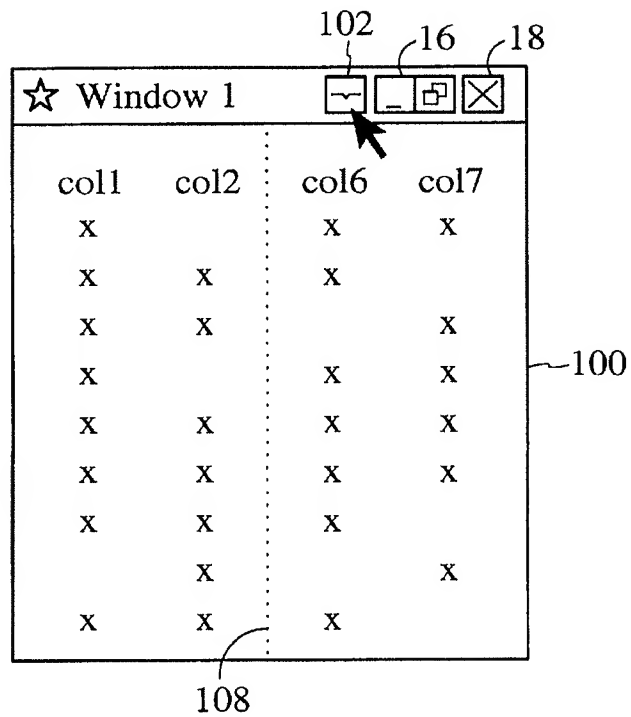 102 16 18
Window 1
col1 col2 col6 col7
x x x
x x x
x x x
x x x
x x x x
x x x x
x x x
x x
x x x
100
108